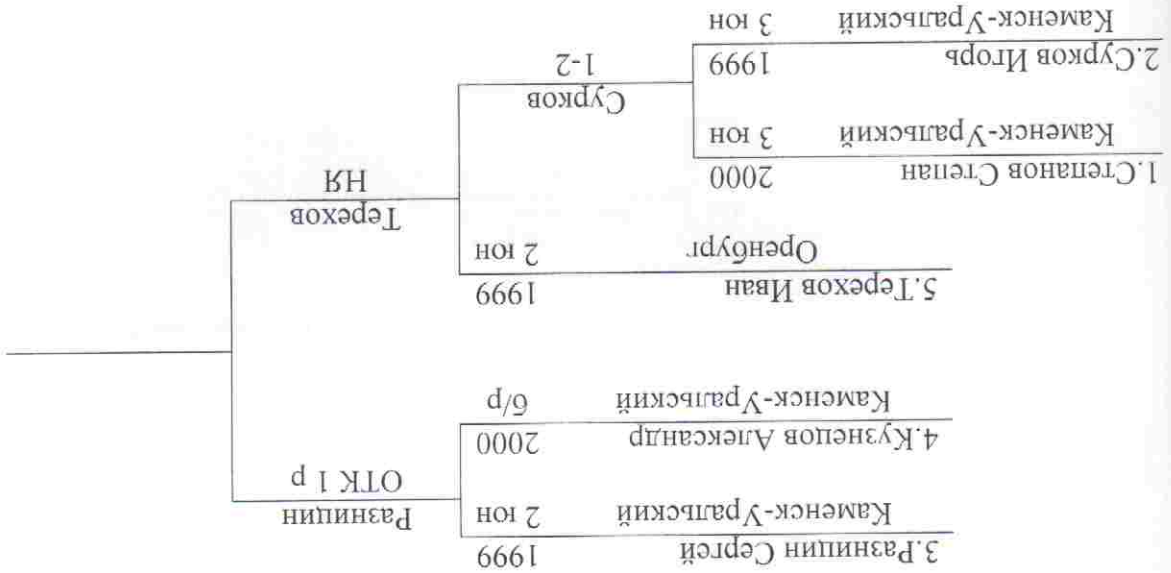 3.Разницин Сергей 1999
Каменск-Уральский 2 юн
Разницин
ОТК 1 р
4.Кузнецов Александр 2000
Каменск-Уральский б/р
5.Терехов Иван 1999
Оренбург 2 юн
Терехов
НЯ
1.Степанов Степан 2000
Каменск-Уральский 3 юн
Сурков
1-2
2.Сурков Игорь 1999
Каменск-Уральский 3 юн